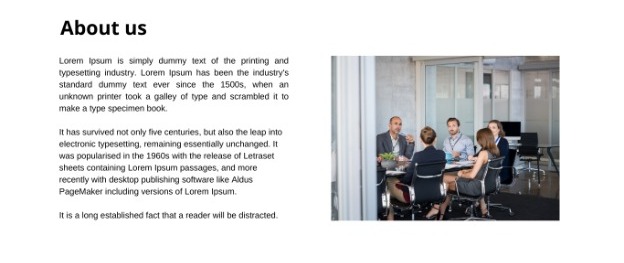 About us
Lorem Ipsum is simply dummy text of the printing and
typesetting industry. Lorem Ipsum has been the industry's
standard dummy text ever since the 1500s, when an
unknown printer took a galley of type and scrambled it to
make a type specimen book.
It has survived not only five centuries, but also the leap into
electronic typesetting, remaining essentially unchanged. It
was popularised in the 1960s with the release of Letraset
sheets containing Lorem Ipsum passages, and more
recently with desktop publishing software like Aldus
PageMaker including versions of Lorem Ipsum.
It is a long established fact that a reader will be distracted.